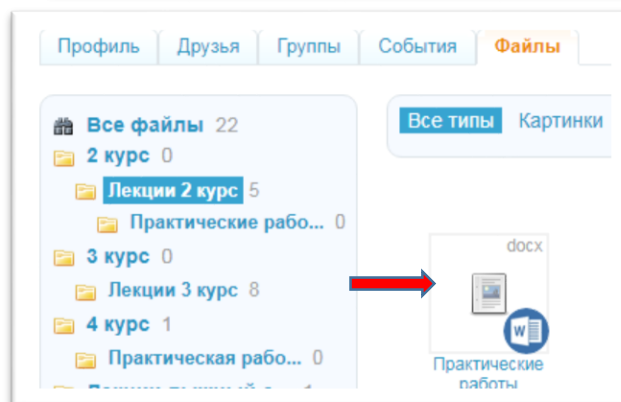 Профиль Друзья Группы События Файлы
Все файлы 22
2 курс 0
Лекции 2 курс 5
Практические рабо... 0
3 курс 0
Лекции 3 курс 8
4 курс 1
Практическая рабо... 0
Все типы Картинки
docx
W
Практические
работы